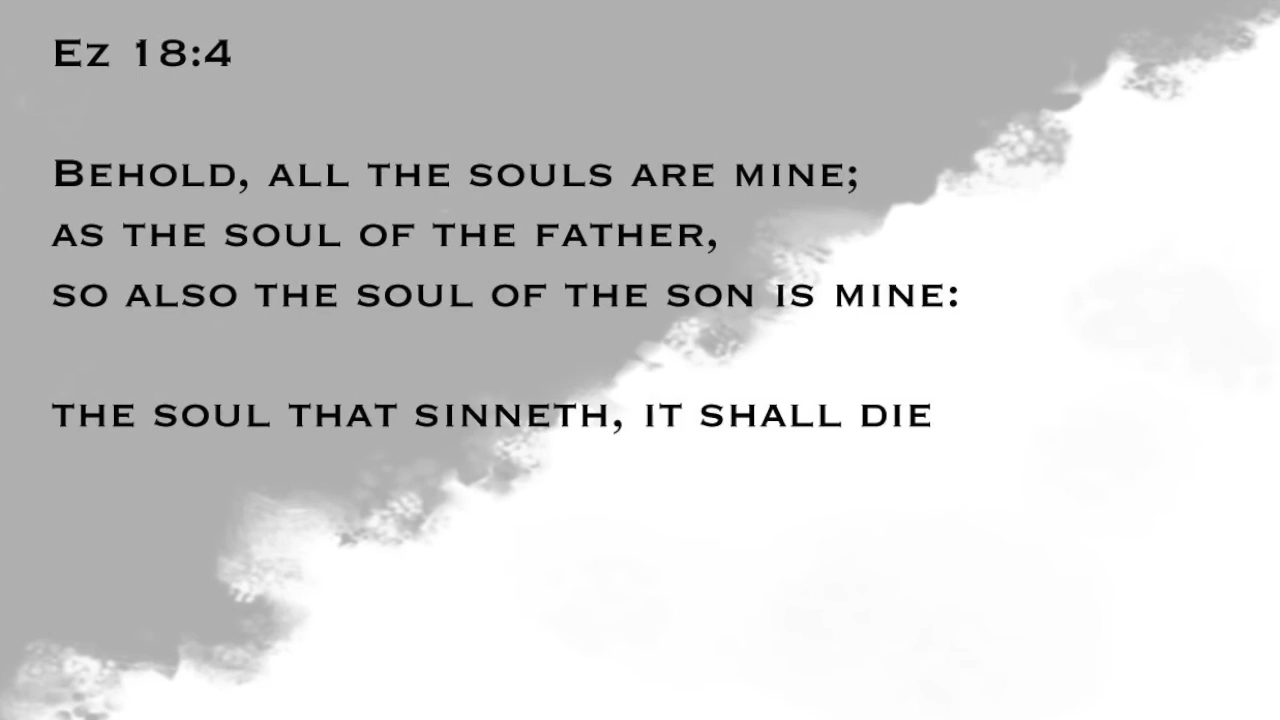 Ez 18:4
Behold, all the souls are mine;
as the soul of the father,
so also the soul of the son is mine:
the soul that sinneth, it shall die